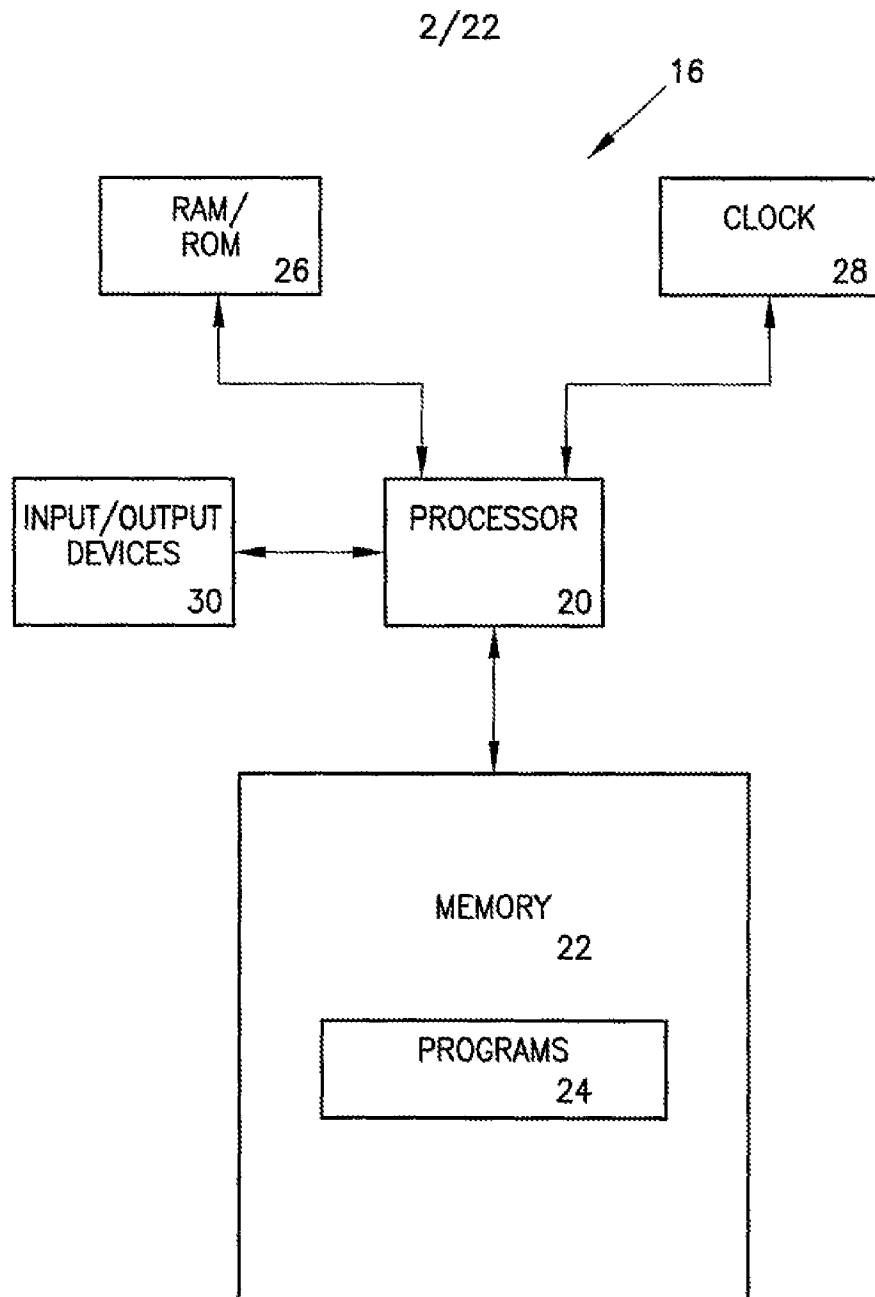 2/22
16
RAM/
ROM
26
CLOCK
28
INPUT/OUTPUT
DEVICES
30
PROCESSOR
20
MEMORY
22
PROGRAMS
24